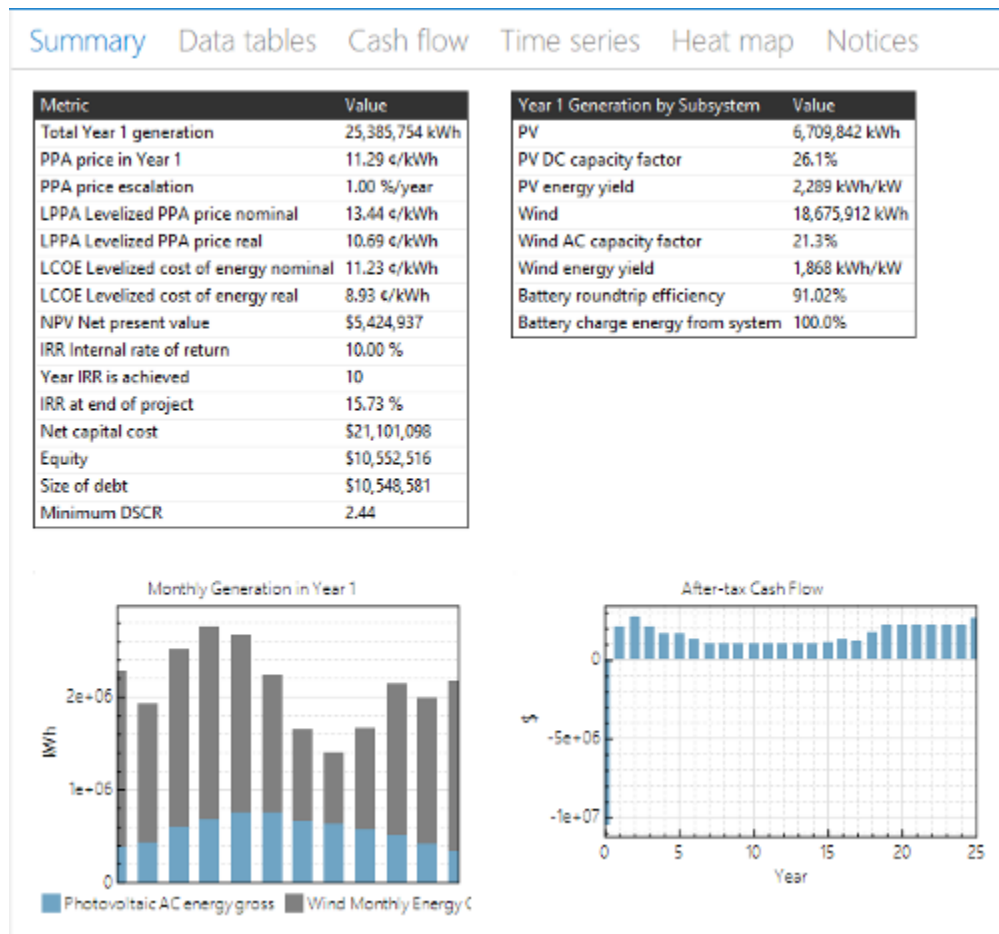 Summary Data tables Cash flow Time series Heat map Notices
Metric Value
Total Year 1 generation 25,385,754 kWh
PPA price in Year 1 11.29 ¢/kWh
PPA price escalation 1.00 %/year
LPPA Levelized PPA price nominal 13.44 ¢/kWh
LPPA Levelized PPA price real 10.69 ¢/kWh
LCOE Levelized cost of energy nominal 11.23 ¢/kWh
LCOE Levelized cost of energy real 8.93 ¢/kWh
NPV Net present value $5,424,937
IRR Internal rate of return 10.00 %
Year IRR is achieved 10
IRR at end of project 15.73 %
Net capital cost $21,101,098
Equity $10,552,516
Size of debt $10,548,581
Minimum DSCR 2.44
Year 1 Generation by Subsystem Value
PV 6,709,842 kWh
PV DC capacity factor 26.1%
PV energy yield 2,289 kWh/kW
Wind 18,675,912 kWh
Wind AC capacity factor 21.3%
Wind energy yield 1,868 kWh/kW
Battery roundtrip efficiency 91.02%
Battery charge energy from system 100.0%
Monthly Generation in Year 1
kWh
2e+06
1e+06
0
Photovoltaic AC energy gross Wind Monthly Energy
After-tax Cash Flow
$
0
-5e+06
-1e+07
0 5 10 15 20 25
Year